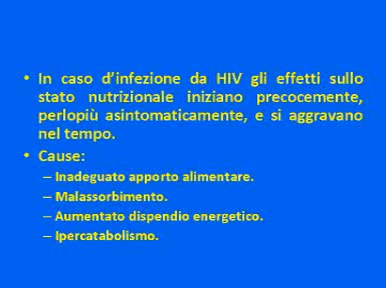 • In caso d'infezione da HIV gli effetti sullo
stato nutrizionale iniziano precocemente,
perlopiù asintomaticamente, e si aggravano
nel tempo.
• Cause:
– Inadeguato apporto alimentare.
– Malassorbimento.
– Aumentato dispendio energetico.
– Ipercatabolismo.